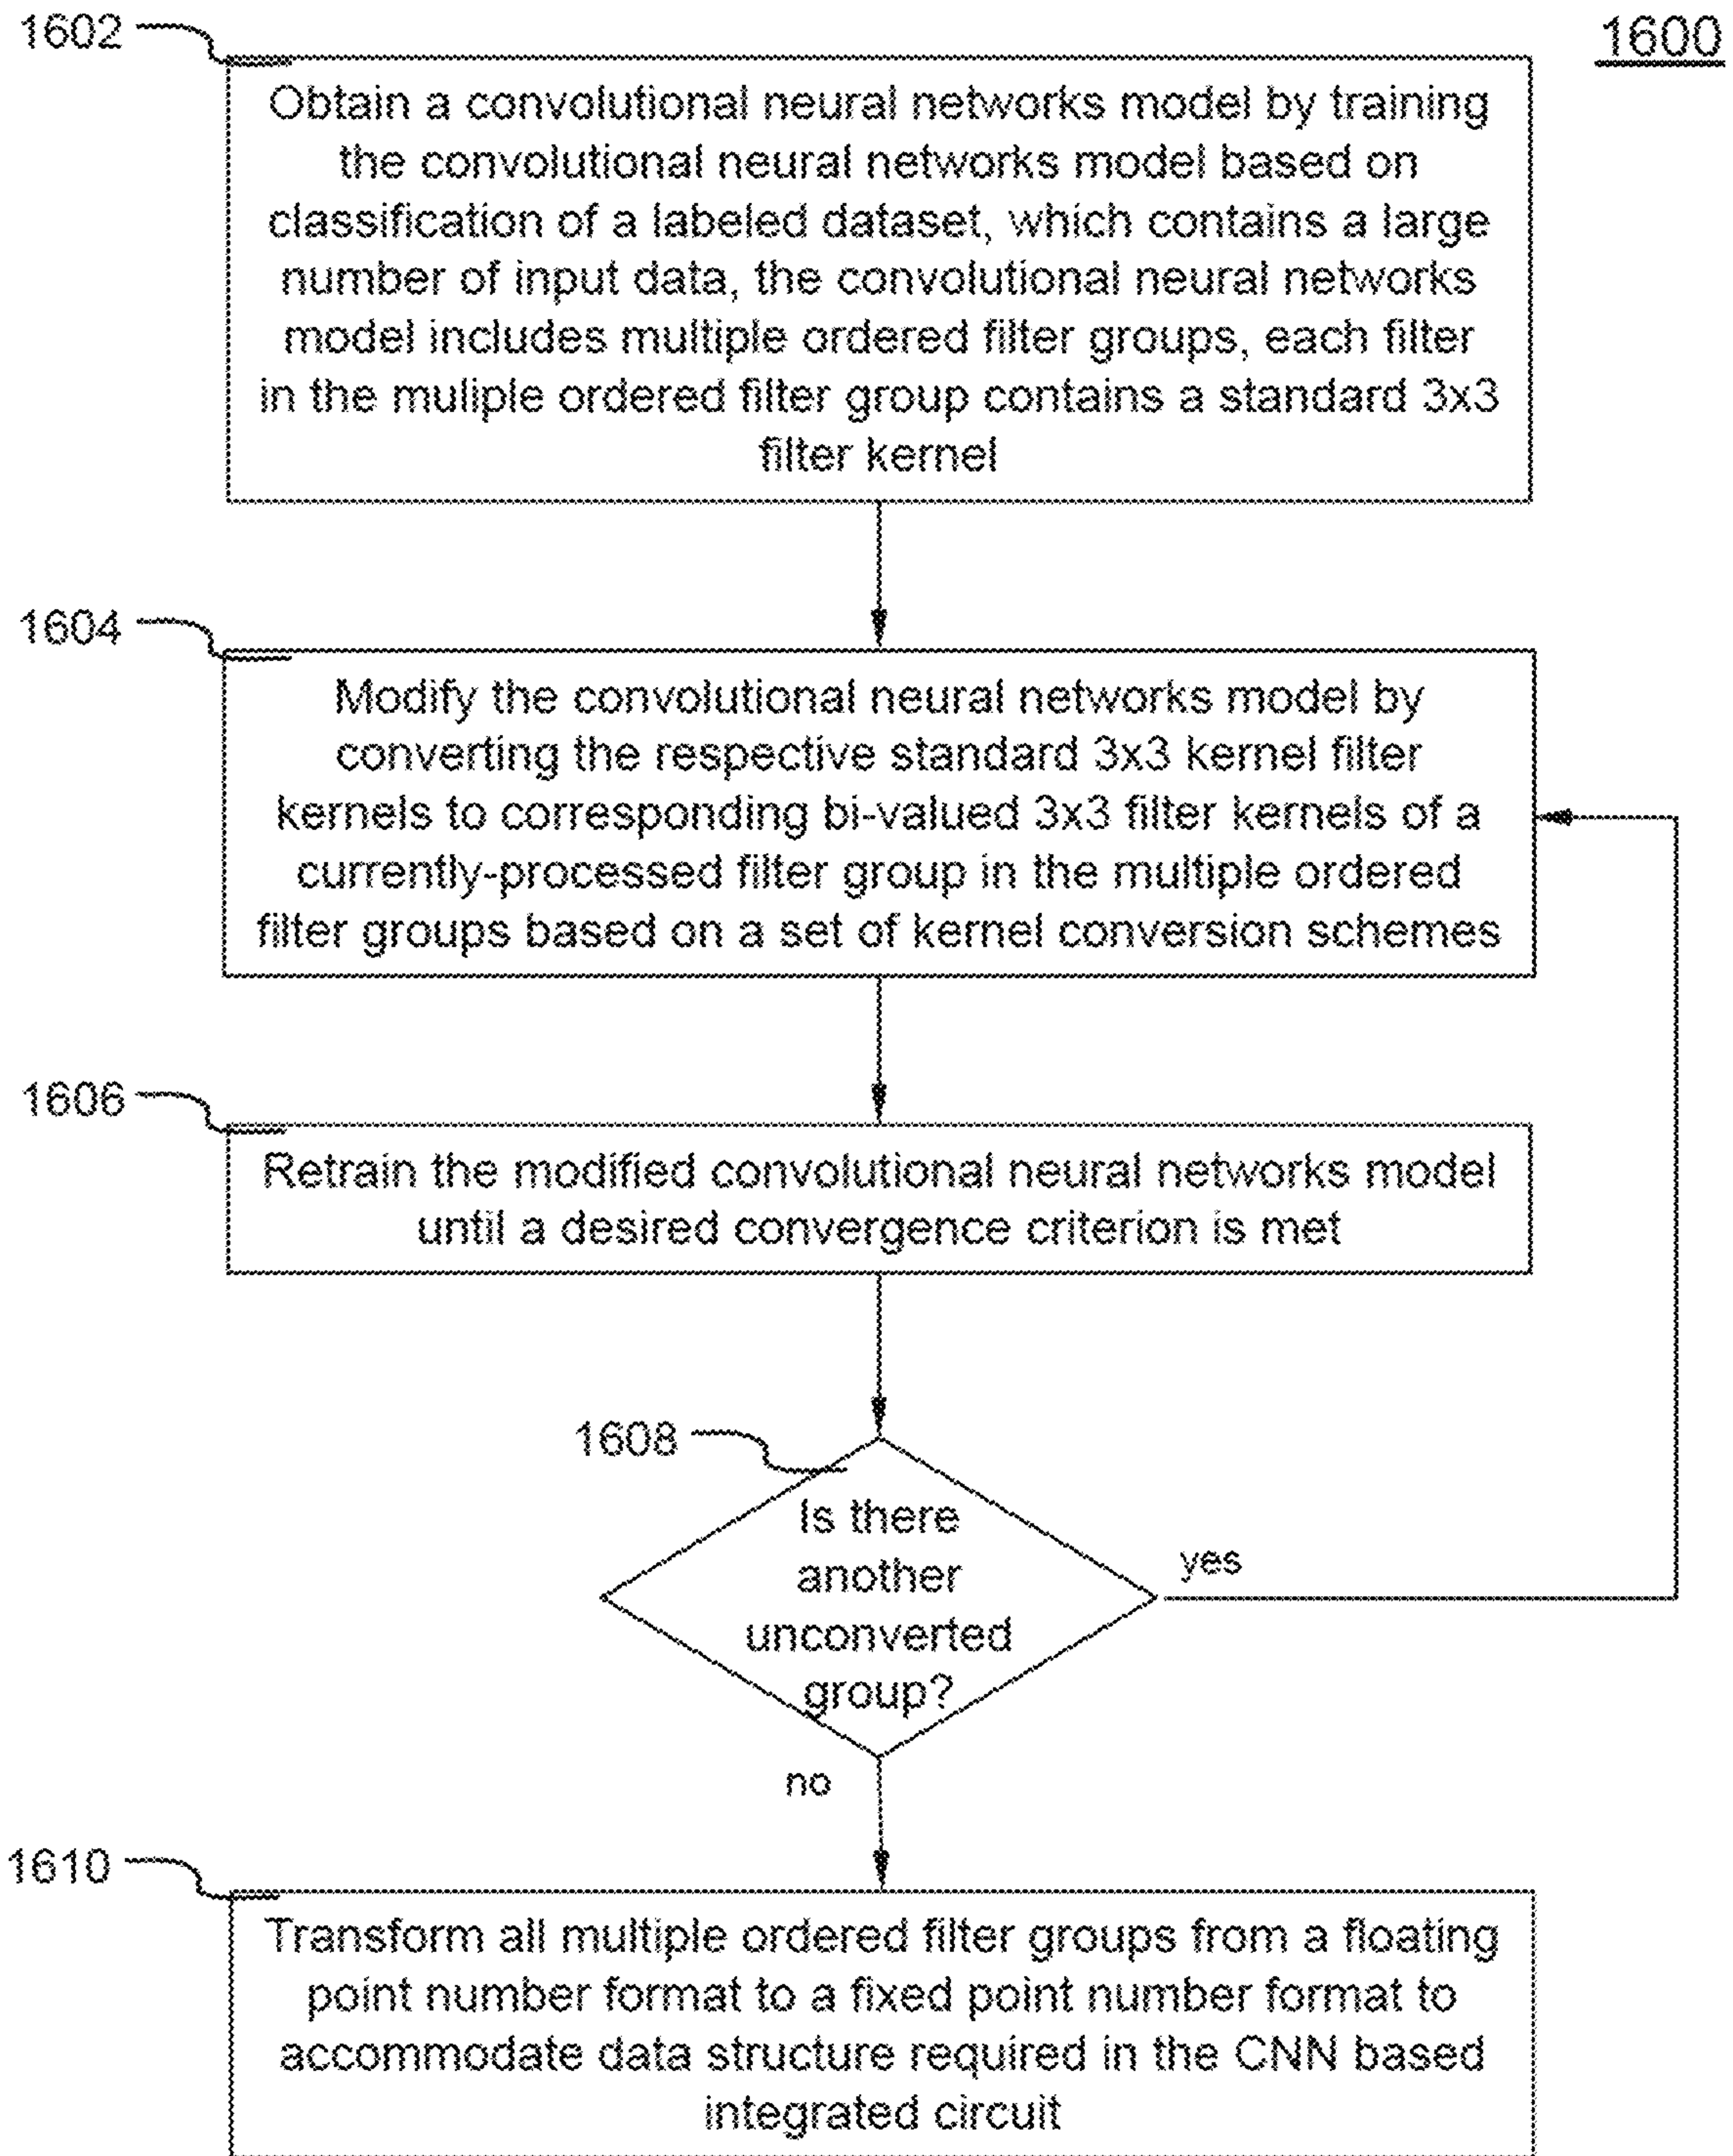 1602
1600
Obtain a convolutional neural networks model by training
the convolutional neural networks model based on
classification of a labeled dataset, which contains a large
number of input data, the convolutional neural networks
model includes multiple ordered filter groups, each filter
in the muliple ordered filter group contains a standard 3x3
filter kernel
1604
Modify the convolutional neural networks model by
converting the respective standard 3x3 kernel filter
kernels to corresponding bi-valued 3x3 filter kernels of a
currently-processed filter group in the multiple ordered
filter groups based on a set of kernel conversion schemes
1606
Retrain the modified convolutional neural networks model
until a desired convergence criterion is met
1608
Is there
another
unconverted
group?
yes
no
1610
Transform all multiple ordered filter groups from a floating
point number format to a fixed point number format to
accommodate data structure required in the CNN based
integrated circuit